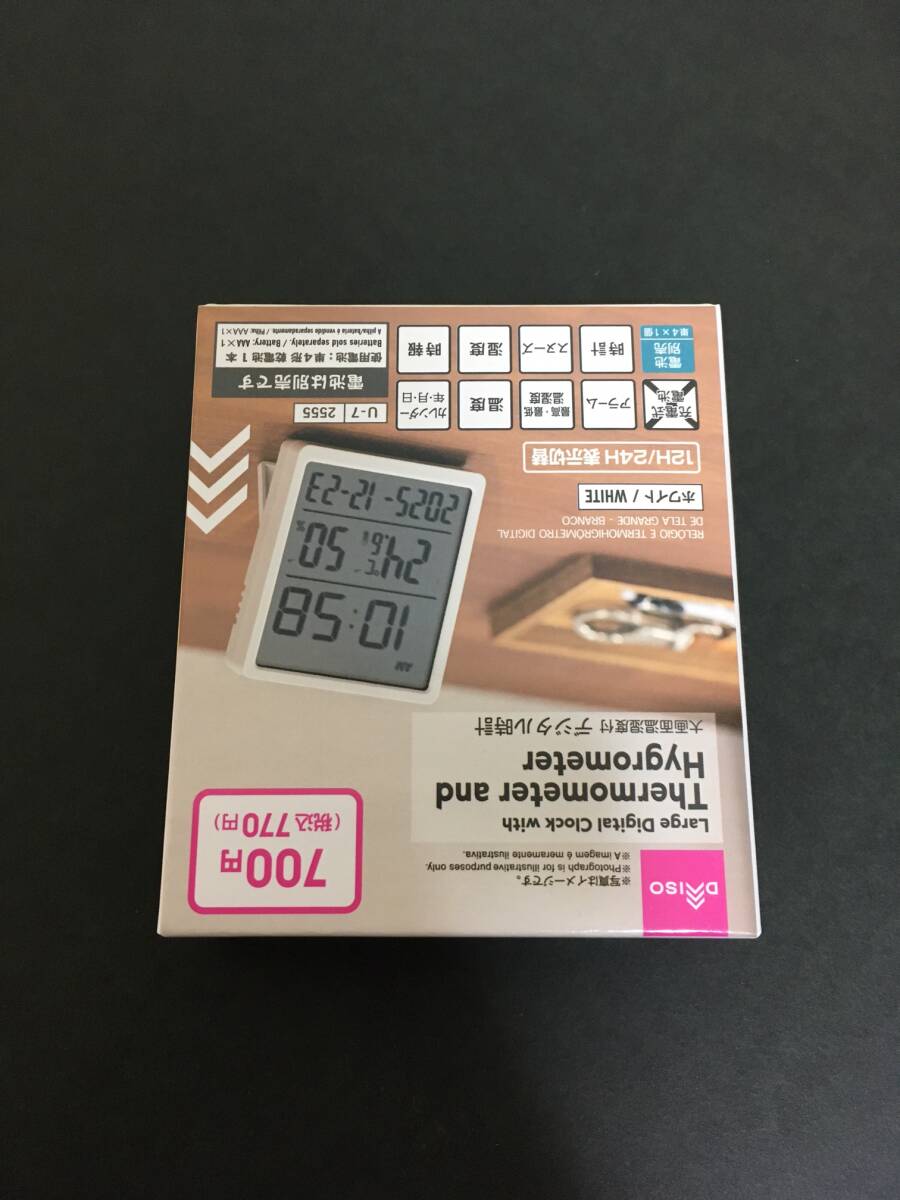 DAISO
※写真はイメージです。
※Photograph is for illustrative purposes only.
※A imagem é meramente ilustrativa.
700円
(税込770円)
Large Digital Clock with
Thermometer and
Hygrometer
大画面温湿度付 デジタル時計
AM
10:58
24.6℃ 50%
2025-12-23
RELÓGIO E TERMOHIGRÔMETRO DIGITAL
DE TELA GRANDE - BRANCO
ホワイト / WHITE
12H/24H 表示切替
充電式
電池
アラーム
最高・最低
温湿度
温度
カレンダー
年・月・日
電池
別売
単4×1個
時計
スヌーズ
湿度
時報
U-7 2555
電池は別売です
使用電池:単4形 乾電池 1本
Batteries sold separately. / Battery: AAA×1
A pilha/bateria é vendida separadamente. / Pilha: AAA×1